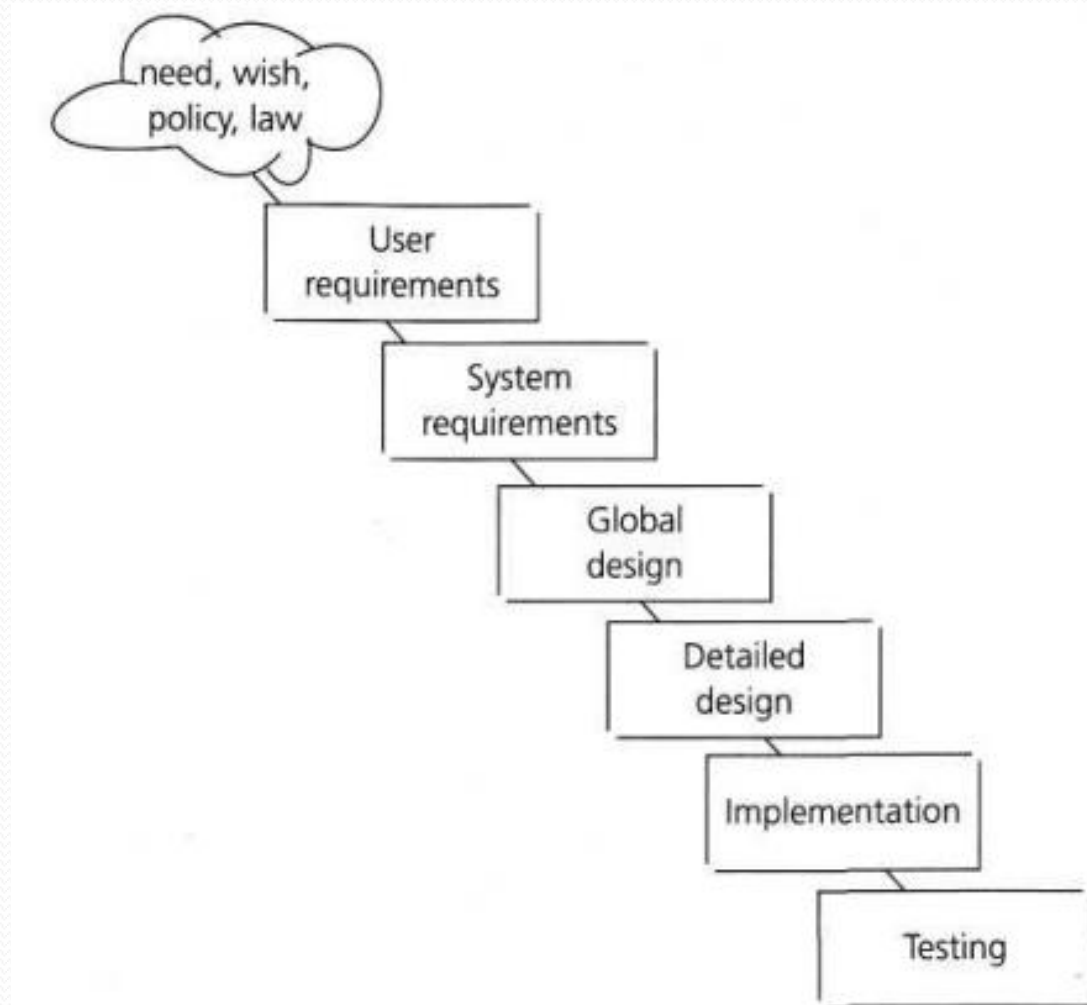 need, wish,
policy, law
User
requirements
System
requirements
Global
design
Detailed
design
Implementation
Testing